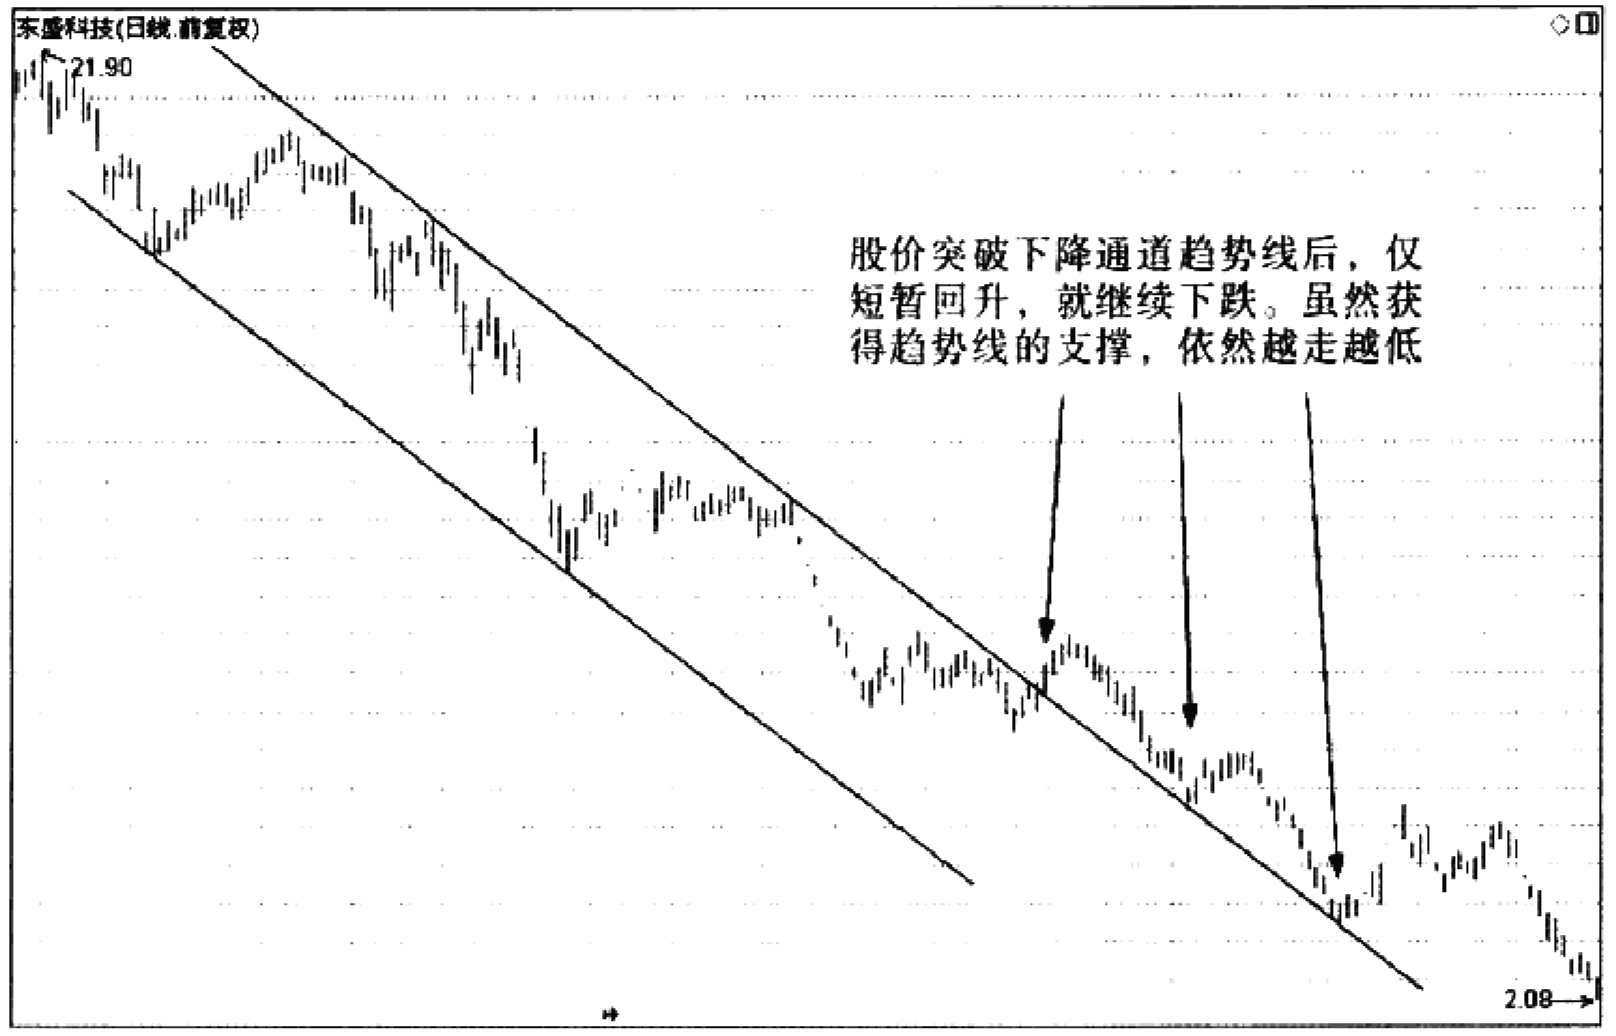 东盛科技(日线.前复权)
21.90
股价突破下降通道趋势线后，仅
短暂回升，就继续下跌。虽然获
得趋势线的支撑，依然越走越低
2.08